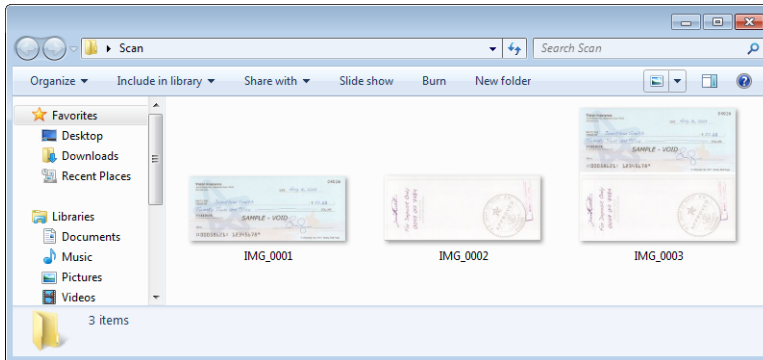 Scan
Search Scan
Organize
Include in library
Share with
Slide show
Burn
New folder
Favorites
Desktop
Downloads
Recent Places
Libraries
Documents
Music
Pictures
Videos
SAMPLE - VOID
SAMPLE - VOID
IMG_0001
IMG_0002
IMG_0003
3 items